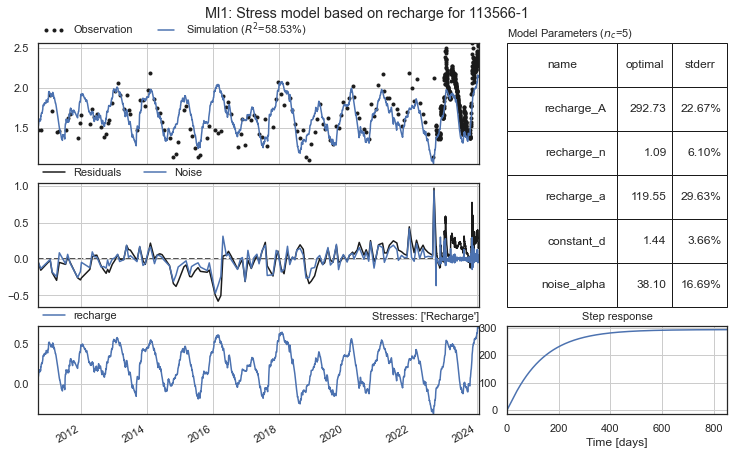 Ml1: Stress model based on recharge for 113566-1
Observation
Simulation (R²=58.53%)
2.5
2.0
1.5
Residuals
Noise
1.0
0.5
0.0
−0.5
recharge
Stresses: ['Recharge']
0.5
0.0
2012
2014
2016
2018
2020
2022
2024
Model Parameters (n_c=5)
name optimal stderr
recharge_A 292.73 22.67%
recharge_n 1.09 6.10%
recharge_a 119.55 29.63%
constant_d 1.44 3.66%
noise_alpha 38.10 16.69%
Step response
300
200
100
0
0 200 400 600 800
Time [days]